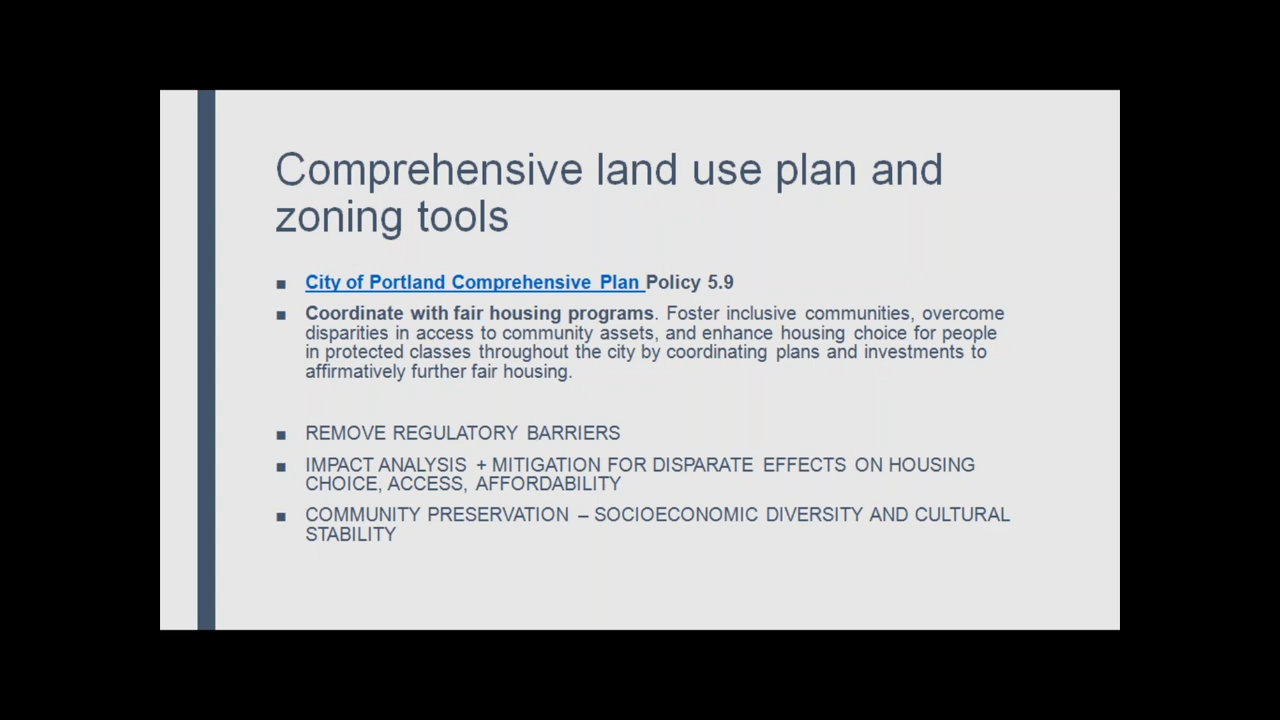 Comprehensive land use plan and
zoning tools
■ City of Portland Comprehensive Plan Policy 5.9
■ Coordinate with fair housing programs. Foster inclusive communities, overcome
disparities in access to community assets, and enhance housing choice for people
in protected classes throughout the city by coordinating plans and investments to
affirmatively further fair housing.
■ REMOVE REGULATORY BARRIERS
■ IMPACT ANALYSIS + MITIGATION FOR DISPARATE EFFECTS ON HOUSING
CHOICE, ACCESS, AFFORDABILITY
■ COMMUNITY PRESERVATION – SOCIOECONOMIC DIVERSITY AND CULTURAL
STABILITY